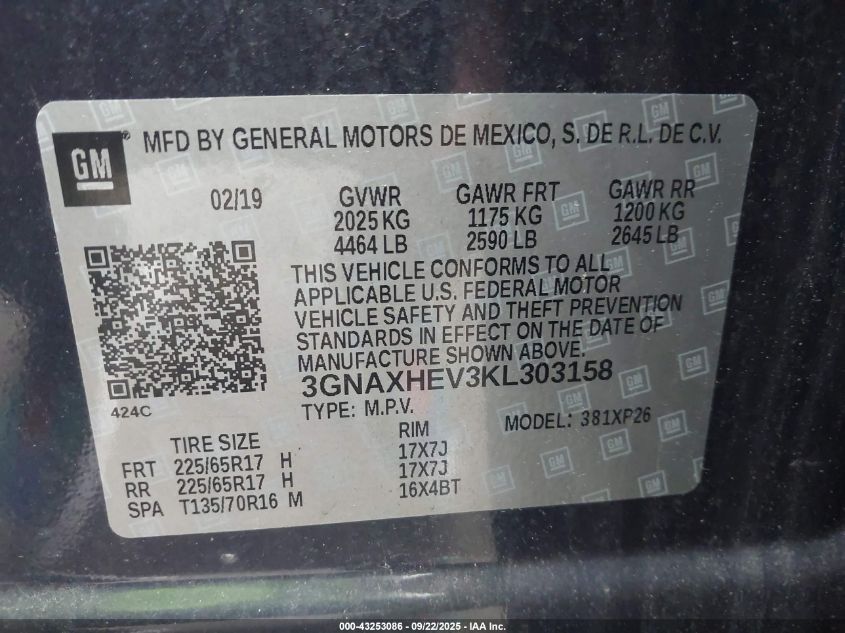 GM
MFD BY GENERAL MOTORS DE MEXICO, S. DE R.L. DE C.V.
02/19 GVWR GAWR FRT GAWR RR
2025 KG 1175 KG 1200 KG
4464 LB 2590 LB 2645 LB
THIS VEHICLE CONFORMS TO ALL
APPLICABLE U.S. FEDERAL MOTOR
VEHICLE SAFETY AND THEFT PREVENTION
STANDARDS IN EFFECT ON THE DATE OF
MANUFACTURE SHOWN ABOVE.
3GNAXHEV3KL303158
424C
TYPE: M.P.V. MODEL: 381XP26
TIRE SIZE RIM
FRT 225/65R17 H 17X7J
RR 225/65R17 H 17X7J
SPA T135/70R16 M 16X4BT
000-43253086 - 09/22/2025 - IAA Inc.